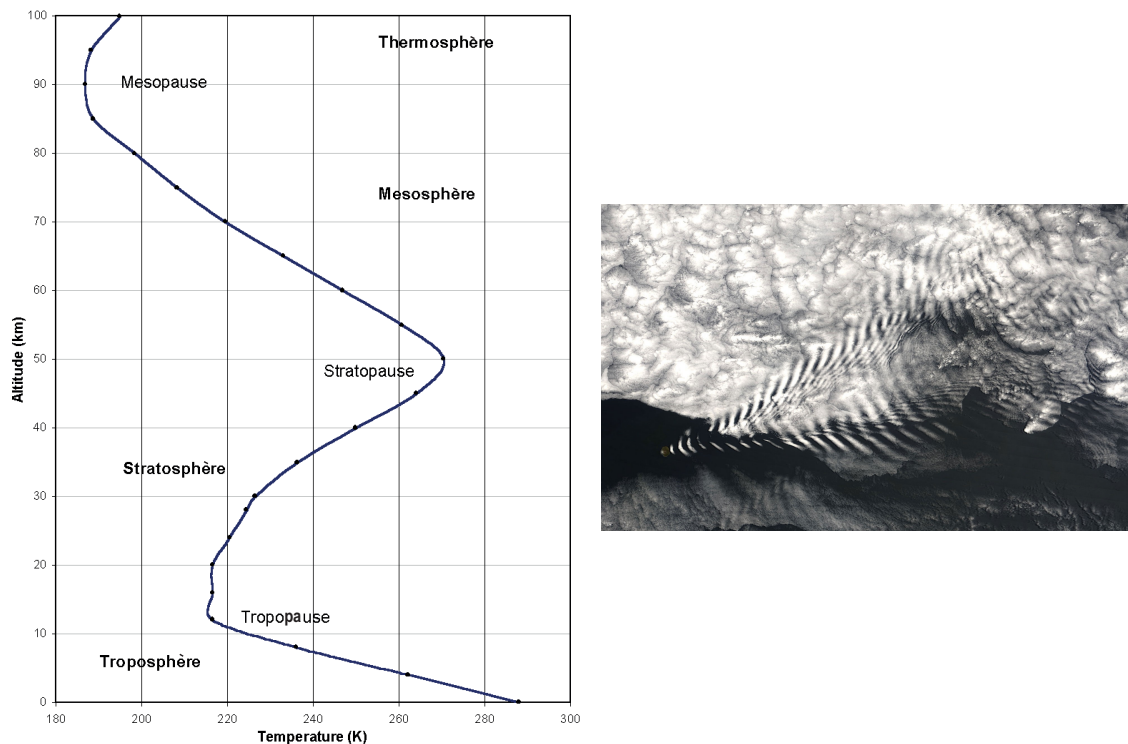 100
90
80
70
60
50
40
30
20
10
0
Altitude (km)
Thermosphère
Mesopause
Mesosphère
Stratopause
Stratosphère
Tropopause
Troposphère
180 200 220 240 260 280 300
Temperature (K)